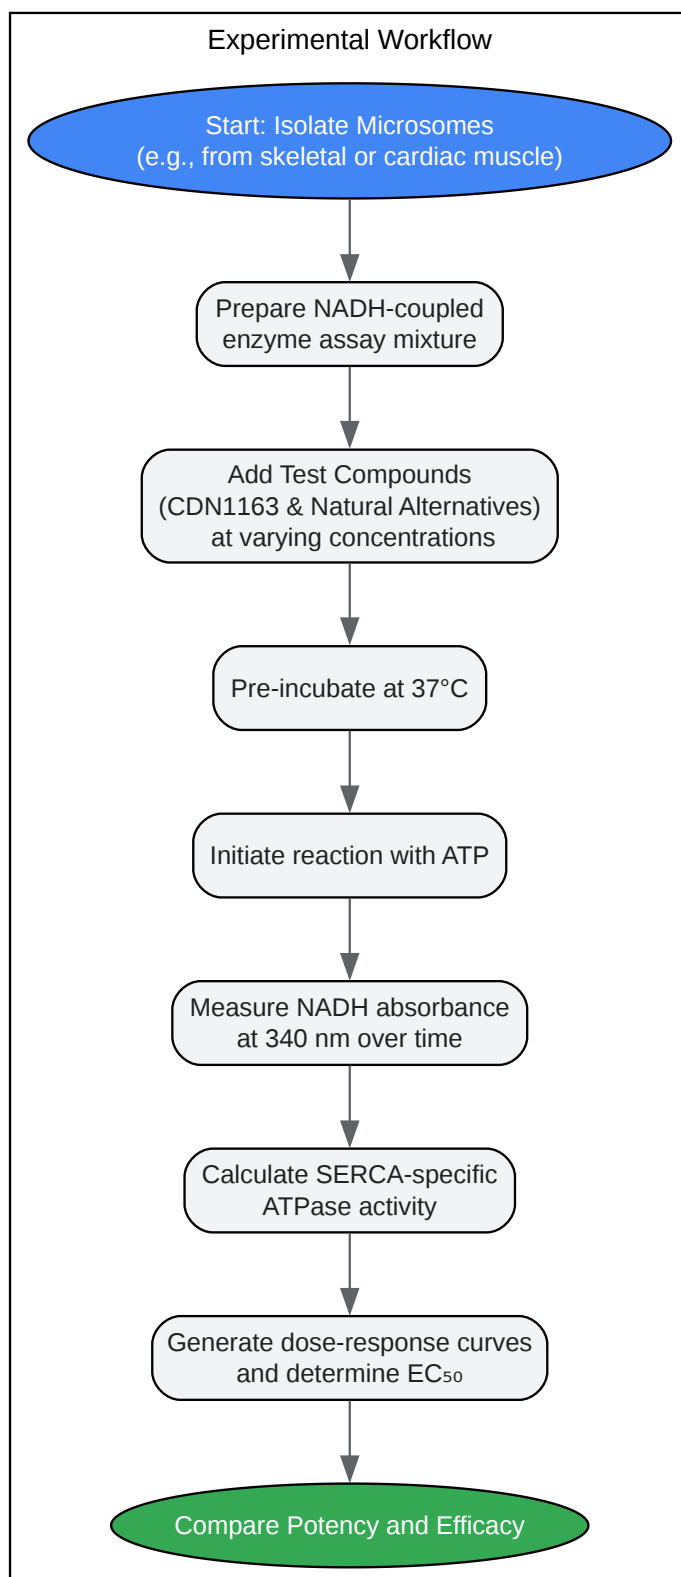 Experimental Workflow
Start: Isolate Microsomes
(e.g., from skeletal or cardiac muscle)
Prepare NADH-coupled
enzyme assay mixture
Add Test Compounds
(CDN1163 & Natural Alternatives)
at varying concentrations
Pre-incubate at 37°C
Initiate reaction with ATP
Measure NADH absorbance
at 340 nm over time
Calculate SERCA-specific
ATPase activity
Generate dose-response curves
and determine EC₅₀
Compare Potency and Efficacy